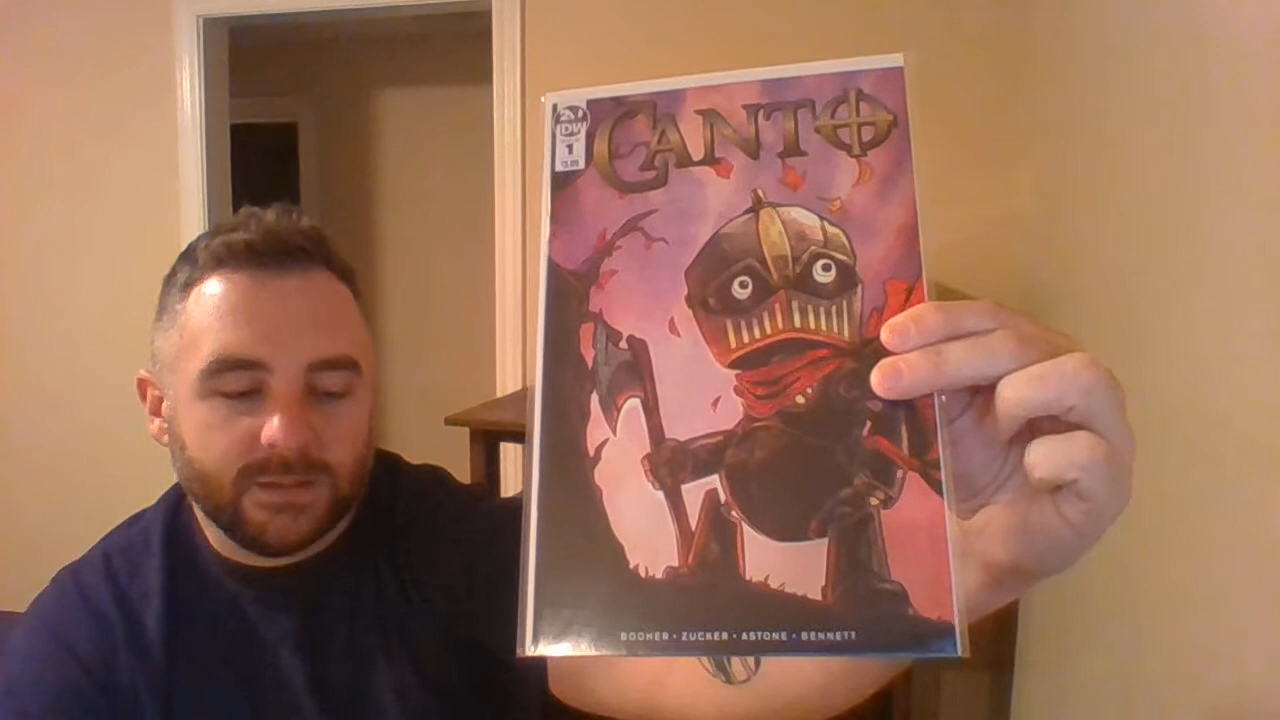 IDW
1
CANTO
BOOHER • ZUCKER • ASTONE • BENNETT